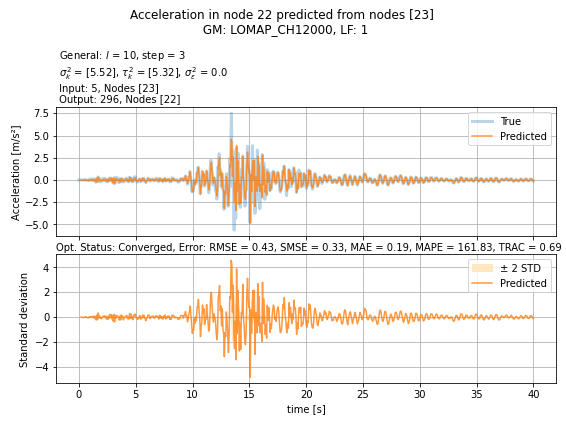 Acceleration in node 22 predicted from nodes [23]
GM: LOMAP_CH12000, LF: 1
General: l = 10, step = 3
σ²ₖ = [5.52], τ²ₖ = [5.32], σ²ε = 0.0
Input: 5, Nodes [23]
Output: 296, Nodes [22]
Acceleration [m/s²]
7.5
5.0
2.5
0.0
−2.5
−5.0
True
Predicted
Opt. Status: Converged, Error: RMSE = 0.43, SMSE = 0.33, MAE = 0.19, MAPE = 161.83, TRAC = 0.69
Standard deviation
4
2
0
−2
−4
± 2 STD
Predicted
0 5 10 15 20 25 30 35 40
time [s]